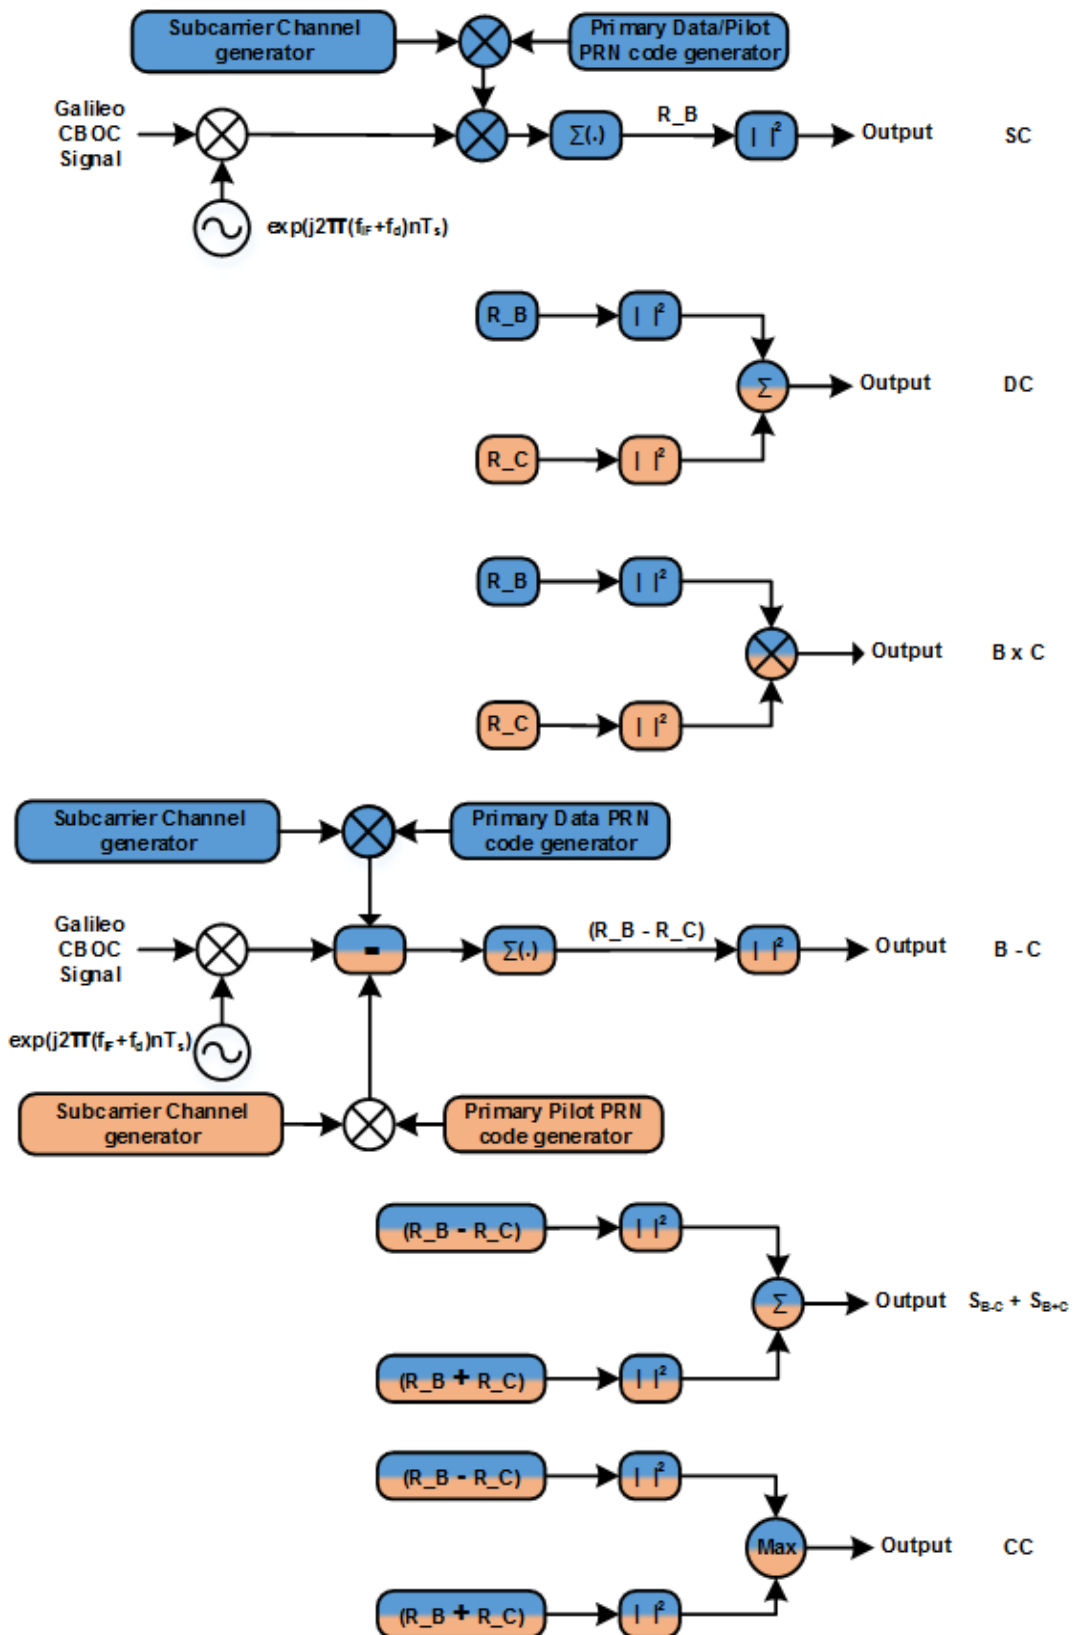 Subcarrier Channel
generator
Primary Data/Pilot
PRN code generator
Galileo
CBOC
Signal
Σ(.)
R_B
| |²
Output
SC
exp(j2π(f_IF+f_d)nT_s)
R_B
| |²
Σ
Output
DC
R_C
| |²
R_B
| |²
Output
B x C
R_C
| |²
Subcarrier Channel
generator
Primary Data PRN
code generator
Galileo
CBOC
Signal
-
Σ(.)
(R_B - R_C)
| |²
Output
B - C
exp(j2π(f_IF+f_d)nT_s)
Subcarrier Channel
generator
Primary Pilot PRN
code generator
(R_B - R_C)
| |²
Σ
Output
S_B-C + S_B+C
(R_B + R_C)
| |²
(R_B - R_C)
| |²
Max
Output
CC
(R_B + R_C)
| |²